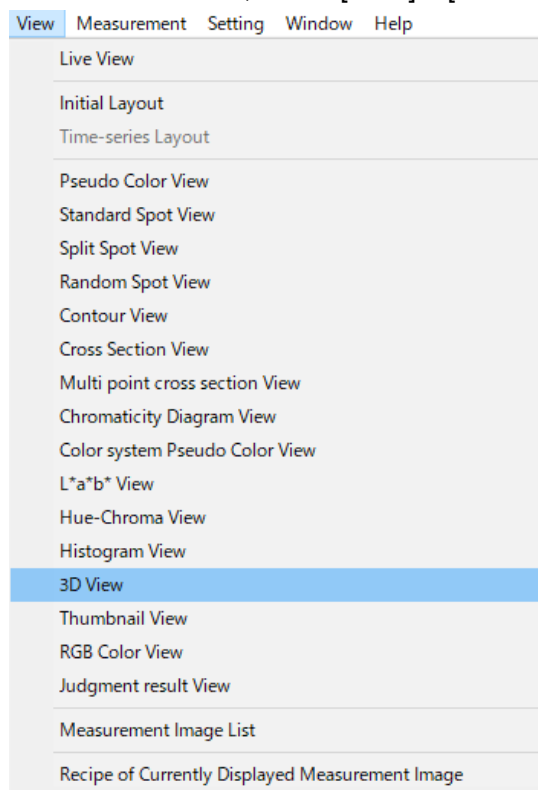 View Measurement Setting Window Help
Live View
Initial Layout
Time-series Layout
Pseudo Color View
Standard Spot View
Split Spot View
Random Spot View
Contour View
Cross Section View
Multi point cross section View
Chromaticity Diagram View
Color system Pseudo Color View
L*a*b* View
Hue-Chroma View
Histogram View
3D View
Thumbnail View
RGB Color View
Judgment result View
Measurement Image List
Recipe of Currently Displayed Measurement Image